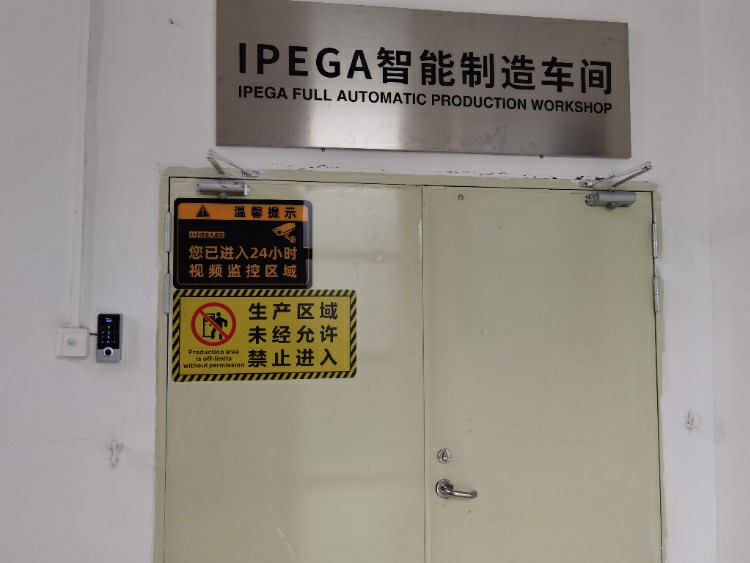 IPEGA智能制造车间
IPEGA FULL AUTOMATIC PRODUCTION WORKSHOP
温馨提示
您已进入24小时
视频监控区域
生产区域
未经允许
禁止进入
Production area
is off-limits
without permission